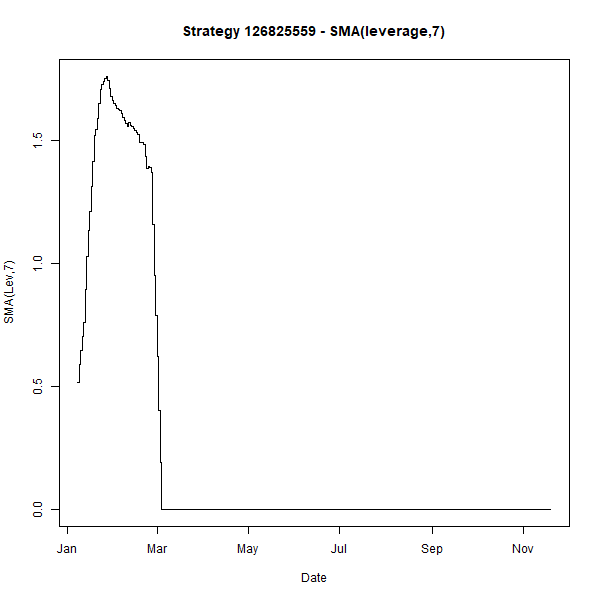 Strategy 126825559 - SMA(leverage,7)
SMA(Lev,7)
1.5
1.0
0.5
0.0
Jan Mar May Jul Sep Nov
Date